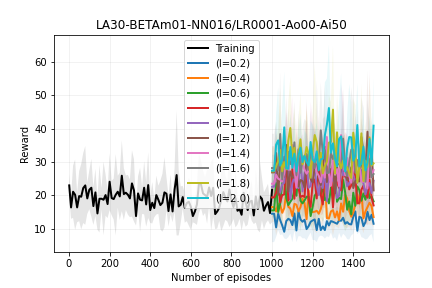 LA30-BETAm01-NN016/LR0001-Ao00-Ai50
Training
(l=0.2)
(l=0.4)
(l=0.6)
(l=0.8)
(l=1.0)
(l=1.2)
(l=1.4)
(l=1.6)
(l=1.8)
(l=2.0)
Reward
60
50
40
30
20
10
0 200 400 600 800 1000 1200 1400
Number of episodes